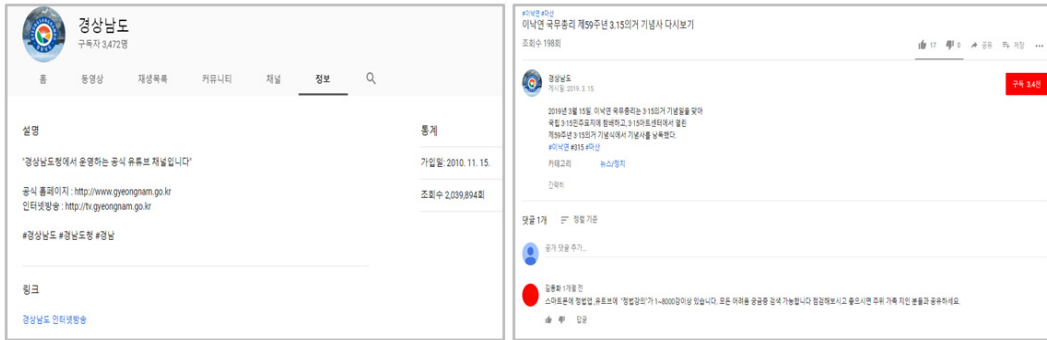 경상남도
구독자 3,472명
홈 동영상 재생목록 커뮤니티 채널 정보
설명
"경상남도청에서 운영하는 공식 유튜브 채널입니다"
공식 홈페이지 : http://www.gyeongnam.go.kr
인터넷방송 : http://tv.gyeongnam.go.kr
#경상남도 #경남도청 #경남
링크
경상남도 인터넷방송
통계
가입일: 2010. 11. 15.
조회수 2,039,894회
#이낙연 #마산
이낙연 국무총리 제59주년 3.15의거 기념사 다시보기
조회수 198회
17 0 공유 저장
경상남도
게시일: 2019. 3. 15.
구독 3.4천
2019년 3월 15일. 이낙연 국무총리는 3·15의거 기념일을 맞아
국립 3·15민주묘지에 참배하고, 3·15아트센터에서 열린
제59주년 3·15의거 기념식에서 기념사를 낭독했다.
#이낙연 #315 #마산
카테고리 뉴스/정치
간략히
댓글 1개 정렬 기준
공개 댓글 추가...
김용화 1개월 전
스마트폰에 정법앱 ,유트브에 "정법강의"가 1~8000강이상 있습니다. 모든 어려움 궁금증 검색 가능합니다 점검해보시고 좋으시면 주위 가족 지인 분들과 공유하세요.
답글